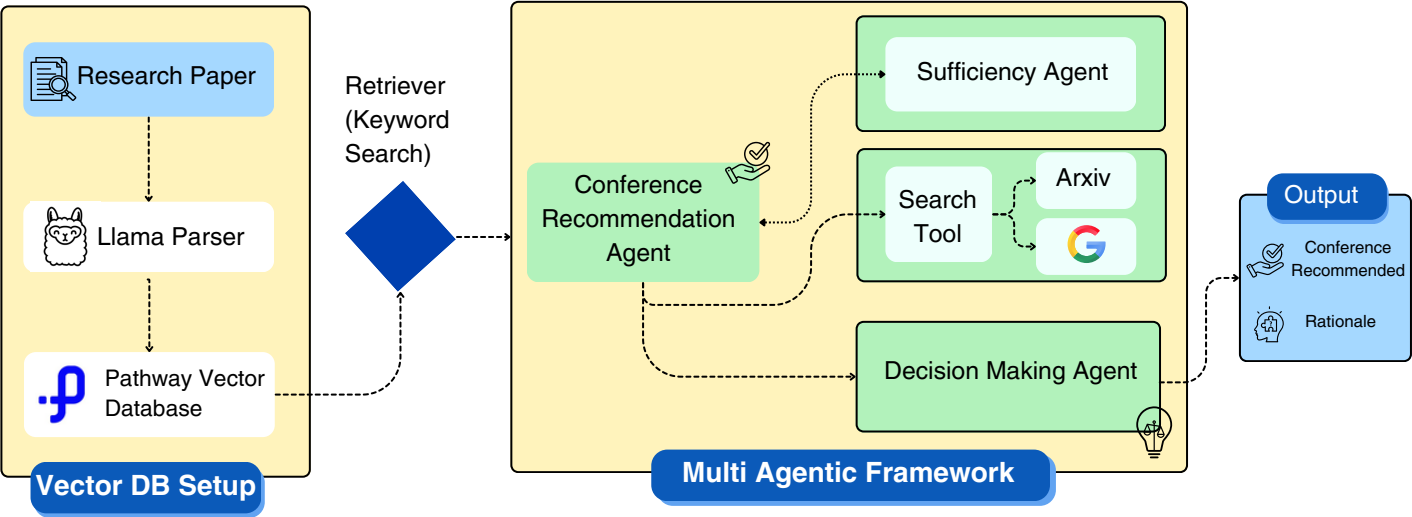 Research Paper
Llama Parser
Pathway Vector
Database
Vector DB Setup
Retriever
(Keyword
Search)
Conference
Recommendation
Agent
Sufficiency Agent
Search
Tool
Arxiv
Decision Making Agent
Multi Agentic Framework
Output
Conference
Recommended
Rationale